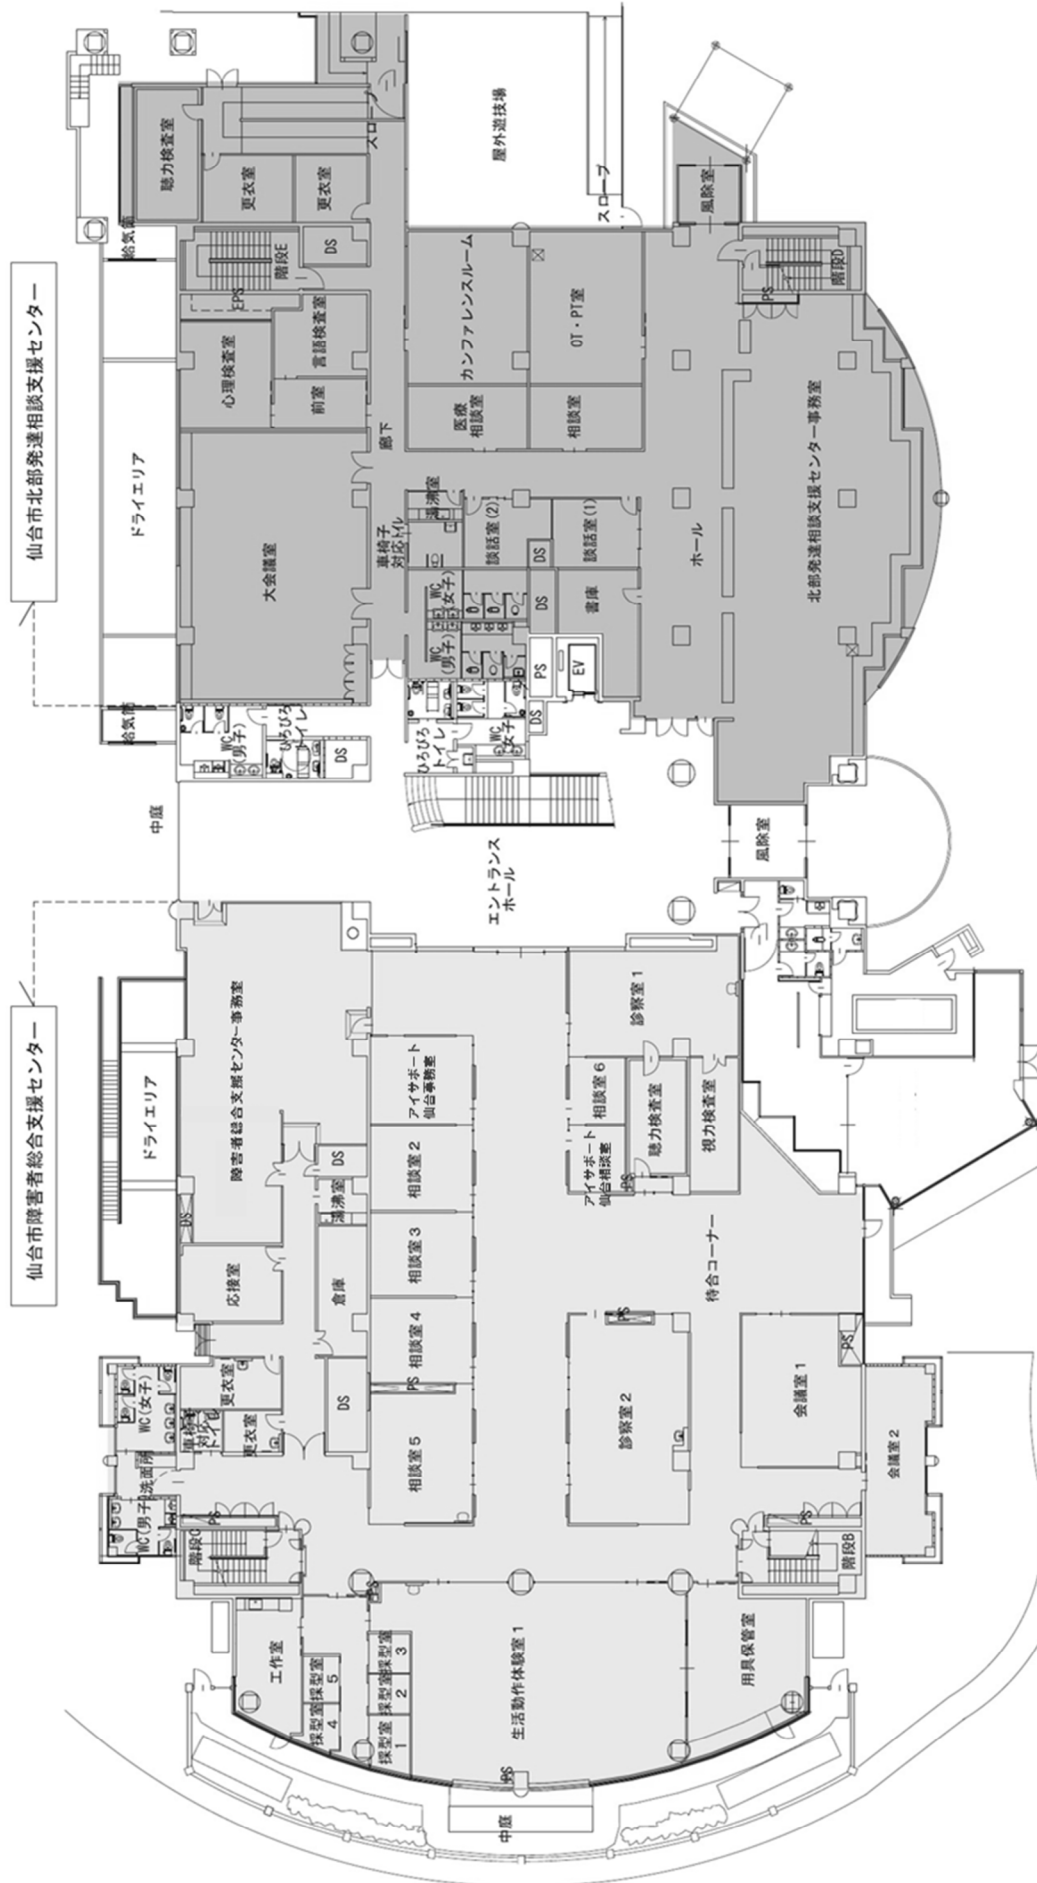 仙台市障害者総合支援センター
仙台市北部発達相談支援センター
ドライエリア
給気筒
ドライエリア
給気筒
WC(男子)
洗面所
WC(女子)
車椅子
対応
トイレ
更衣室
更衣室
応接室
DS
障害者総合支援センター事務室
中庭
WC
(男子)
ひろびろ
トイレ
DS
大会議室
心理検査室
EPS
前室
言語検査室
階段E
DS
聴力検査室
更衣室
更衣室
スロープ
階段C
PS
DS
倉庫
湯沸室
DS
廊下
工作室
採型室
4
採型室
5
採型室
1
採型室
2
採型室
3
PS
相談室5
PS
相談室4
相談室3
相談室2
アイサポート
仙台事務室
エントランス
ホール
ひろびろ
トイレ
WC
(女子)
DS
PS
EV
WC
(男子)
WC
(女子)
車椅子
対応トイレ
湯沸室
談話室(2)
談話室(1)
DS
DS
書庫
医療
相談室
相談室
カンファレンスルーム
OT・PT室
屋外遊技場
スロープ
中庭
PS
生活動作体験室1
用具保管室
診察室2
PS
アイサポート
仙台相談室
PS
相談室6
聴力検査室
視力検査室
診察室1
待合コーナー
会議室1
PS
会議室2
PS
階段B
風除室
ホール
北部発達相談支援センター事務室
PS
階段D
風除室